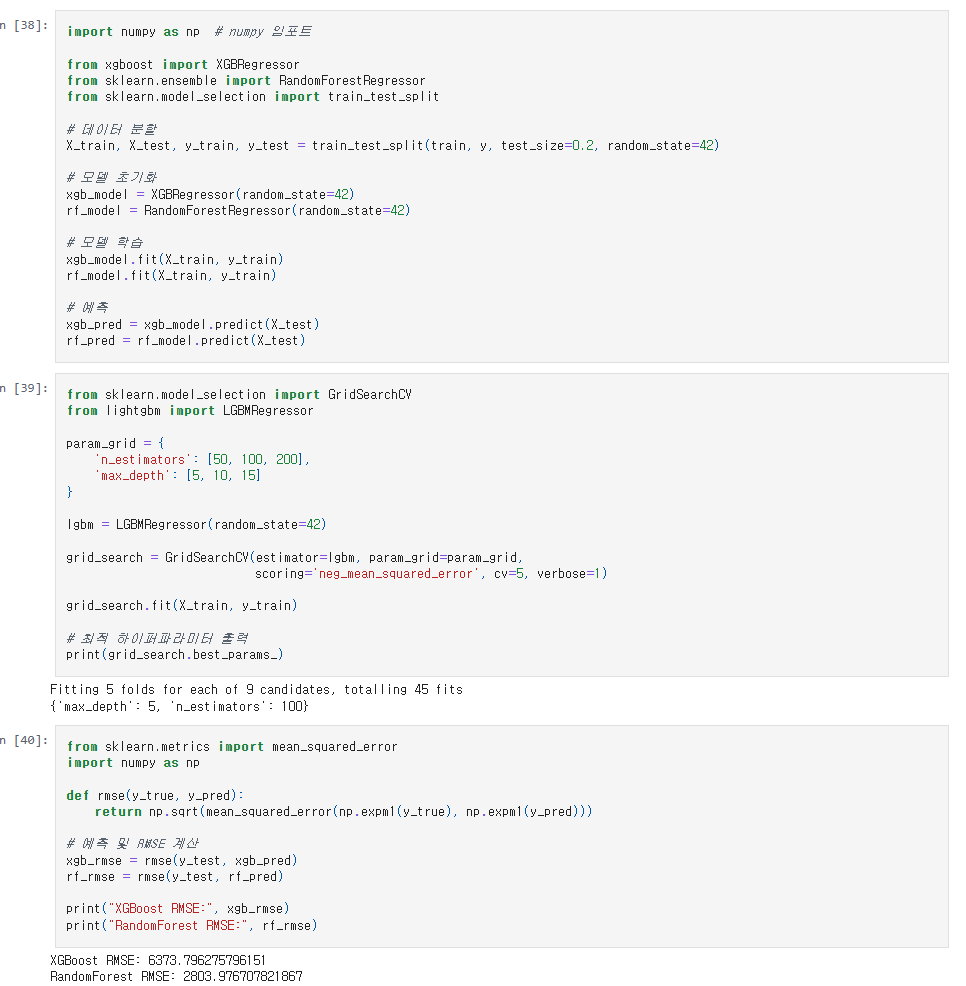 n [38]:
import numpy as np  # numpy 임포트
from xgboost import XGBRegressor
from sklearn.ensemble import RandomForestRegressor
from sklearn.model_selection import train_test_split
# 데이터 분할
X_train, X_test, y_train, y_test = train_test_split(train, y, test_size=0.2, random_state=42)
# 모델 초기화
xgb_model = XGBRegressor(random_state=42)
rf_model = RandomForestRegressor(random_state=42)
# 모델 학습
xgb_model.fit(X_train, y_train)
rf_model.fit(X_train, y_train)
# 예측
xgb_pred = xgb_model.predict(X_test)
rf_pred = rf_model.predict(X_test)
n [39]:
from sklearn.model_selection import GridSearchCV
from lightgbm import LGBMRegressor
param_grid = {
    'n_estimators': [50, 100, 200],
    'max_depth': [5, 10, 15]
}
lgbm = LGBMRegressor(random_state=42)
grid_search = GridSearchCV(estimator=lgbm, param_grid=param_grid,
                           scoring='neg_mean_squared_error', cv=5, verbose=1)
grid_search.fit(X_train, y_train)
# 최적 하이퍼파라미터 출력
print(grid_search.best_params_)
Fitting 5 folds for each of 9 candidates, totalling 45 fits
{'max_depth': 5, 'n_estimators': 100}
n [40]:
from sklearn.metrics import mean_squared_error
import numpy as np
def rmse(y_true, y_pred):
    return np.sqrt(mean_squared_error(np.expm1(y_true), np.expm1(y_pred)))
# 예측 및 RMSE 계산
xgb_rmse = rmse(y_test, xgb_pred)
rf_rmse = rmse(y_test, rf_pred)
print("XGBoost RMSE:", xgb_rmse)
print("RandomForest RMSE:", rf_rmse)
XGBoost RMSE: 6373.796275796151
RandomForest RMSE: 2803.976707821867